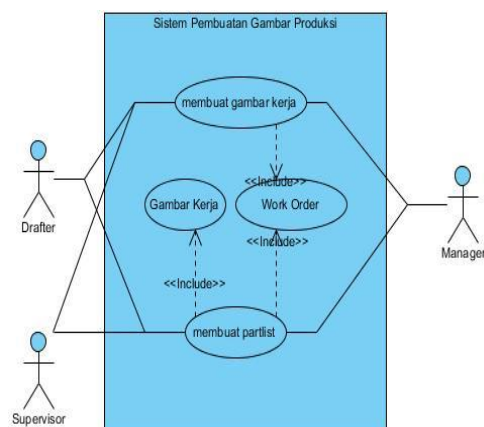 Sistem Pembuatan Gambar Produksi
membuat gambar kerja
<<Include>>
Gambar Kerja
Work Order
Drafter
<<Include>>
Manager
<<Include>>
membuat partlist
Supervisor